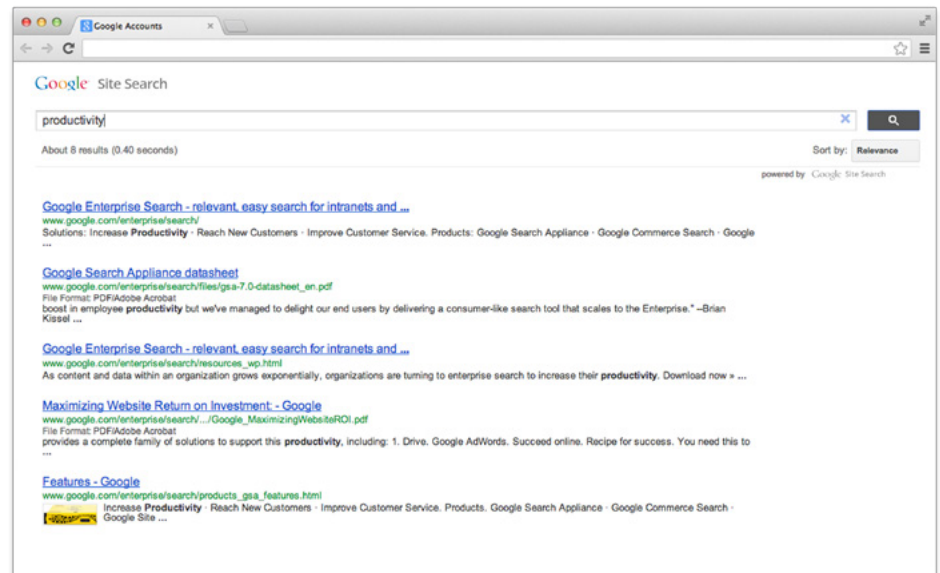 Google Accounts
Google Site Search
productivity
About 8 results (0.40 seconds)
Sort by: Relevance
powered by Google Site Search
Google Enterprise Search - relevant, easy search for intranets and ...
www.google.com/enterprise/search/
Solutions: Increase Productivity · Reach New Customers · Improve Customer Service. Products: Google Search Appliance · Google Commerce Search · Google
...
Google Search Appliance datasheet
www.google.com/enterprise/search/files/gsa-7.0-datasheet_en.pdf
File Format: PDF/Adobe Acrobat
boost in employee productivity but we've managed to delight our end users by delivering a consumer-like search tool that scales to the Enterprise." --Brian
Kissel ...
Google Enterprise Search - relevant, easy search for intranets and ...
www.google.com/enterprise/search/resources_wp.html
As content and data within an organization grows exponentially, organizations are turning to enterprise search to increase their productivity. Download now » ...
Maximizing Website Return on Investment: - Google
www.google.com/enterprise/search/.../Google_MaximizingWebsiteROI.pdf
File Format: PDF/Adobe Acrobat
provides a complete family of solutions to support this productivity, including: 1. Drive. Google AdWords. Succeed online. Recipe for success. You need this to
...
Features - Google
www.google.com/enterprise/search/products_gsa_features.html
Increase Productivity · Reach New Customers · Improve Customer Service. Products. Google Search Appliance · Google Commerce Search ·
Google Site ...